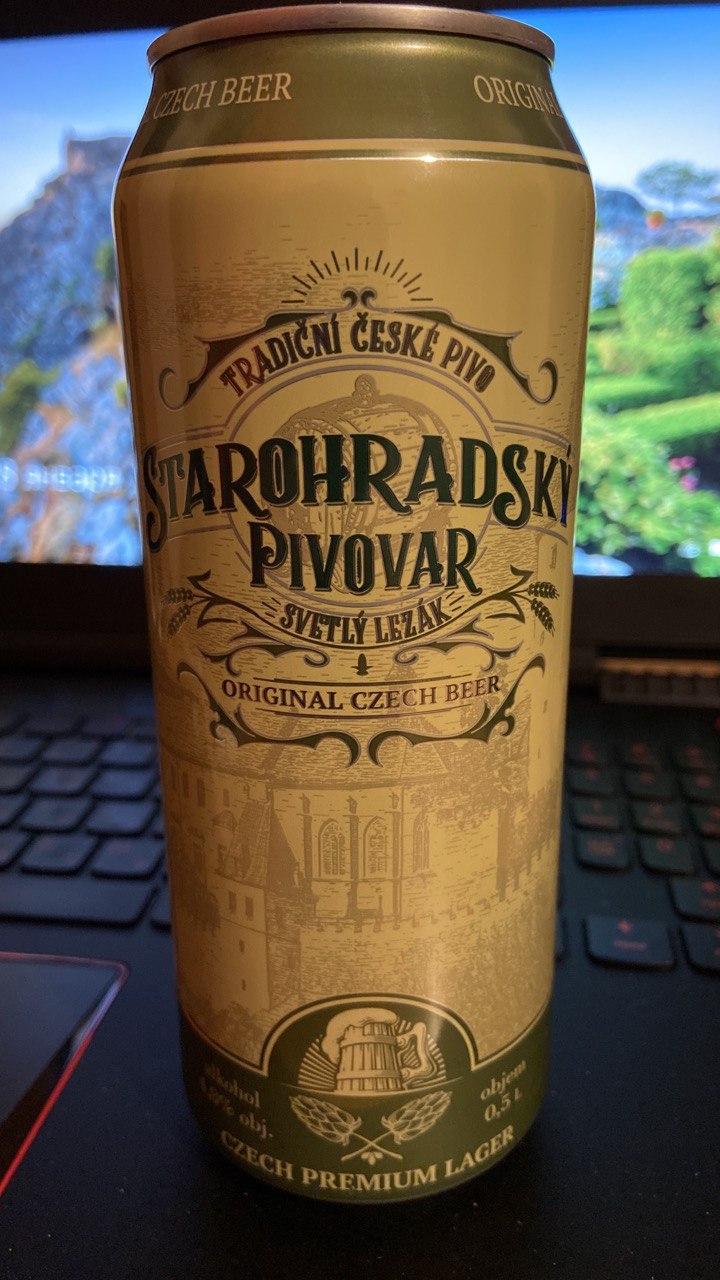 CZECH BEER
ORIGINAL
TRADIČNÍ ČESKÉ PIVO
STAROHRADSKÝ
PIVOVAR
SVETLÝ LEZÁK
ORIGINAL CZECH BEER
alkohol
obj.
objem
0,5 L
CZECH PREMIUM LAGER